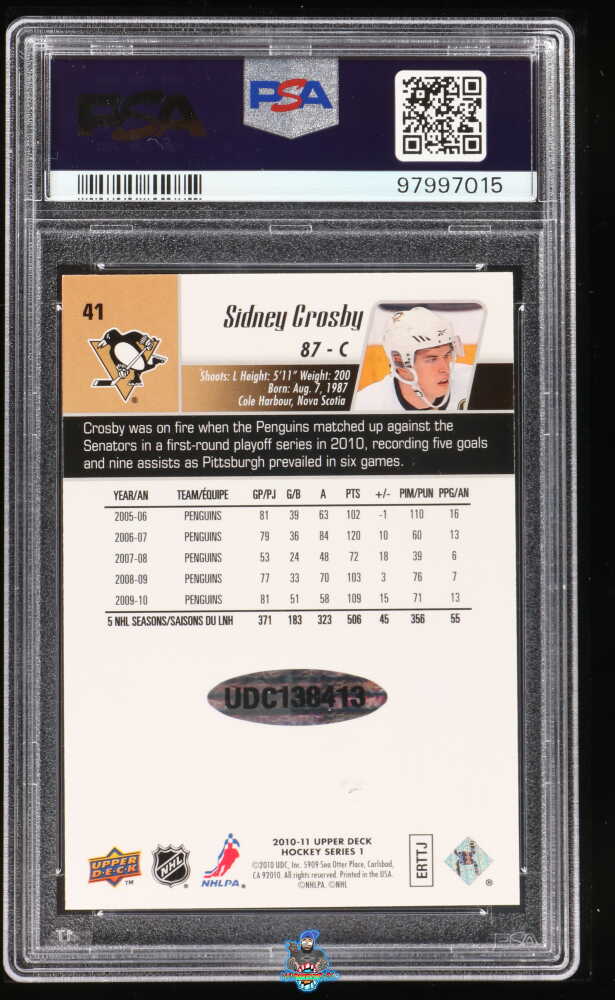 PSA
PSA
97997015
41
Sidney Crosby
87 - C
Shoots: L Height: 5'11" Weight: 200
Born: Aug. 7, 1987
Cole Harbour, Nova Scotia
Crosby was on fire when the Penguins matched up against the
Senators in a first-round playoff series in 2010, recording five goals
and nine assists as Pittsburgh prevailed in six games.
YEAR/AN TEAM/ÉQUIPE GP/PJ G/B A PTS +/- PIM/PUN PPG/AN
2005-06 PENGUINS 81 39 63 102 -1 110 16
2006-07 PENGUINS 79 36 84 120 10 60 13
2007-08 PENGUINS 53 24 48 72 18 39 6
2008-09 PENGUINS 77 33 70 103 3 76 7
2009-10 PENGUINS 81 51 58 109 15 71 13
5 NHL SEASONS/SAISONS DU LNH 371 183 323 506 45 356 55
UDC138413
UPPER
DECK
TM
NHL
NHLPA.
2010-11 UPPER DECK
HOCKEY SERIES 1
©2010 UDC, Inc. 5909 Sea Otter Place, Carlsbad,
CA 92010. All rights reserved. Printed in the USA.
©NHLPA. ©NHL
ERTTJ
®
PSA